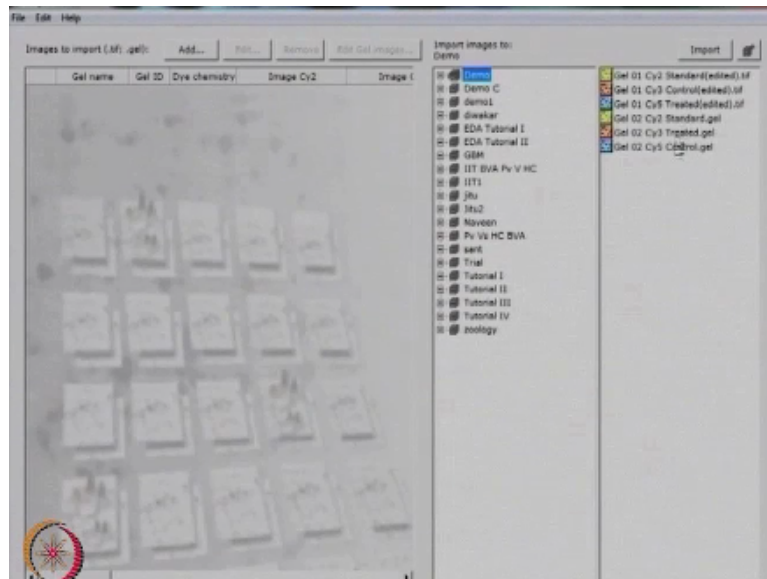 File Edit Help
Images to import (.tif; .gel):
Add... Edit... Remove Edit Gel images...
Gel name Gel ID Dye chemistry Image Cy2 Image C
Import images to:
Demo
Import
Demo
Demo C
demo1
diwakar
EDA Tutorial I
EDA Tutorial II
GBM
IIT BVA Pv V HC
IIT1
jitu
Jitu2
Naveen
Pv Vs HC BVA
sant
Trial
Tutorial I
Tutorial II
Tutorial III
Tutorial IV
zoology
Gel 01 Cy2 Standard(edited).tif
Gel 01 Cy3 Control(edited).tif
Gel 01 Cy5 Treated(edited).tif
Gel 02 Cy2 Standard.gel
Gel 02 Cy3 Treated.gel
Gel 02 Cy5 Control.gel